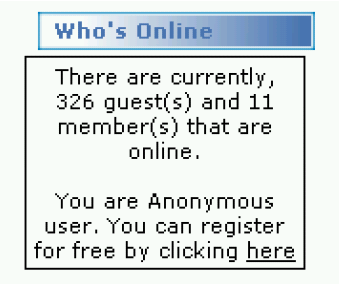 Who's Online
There are currently,
326 guest(s) and 11
member(s) that are
online.
You are Anonymous
user. You can register
for free by clicking here